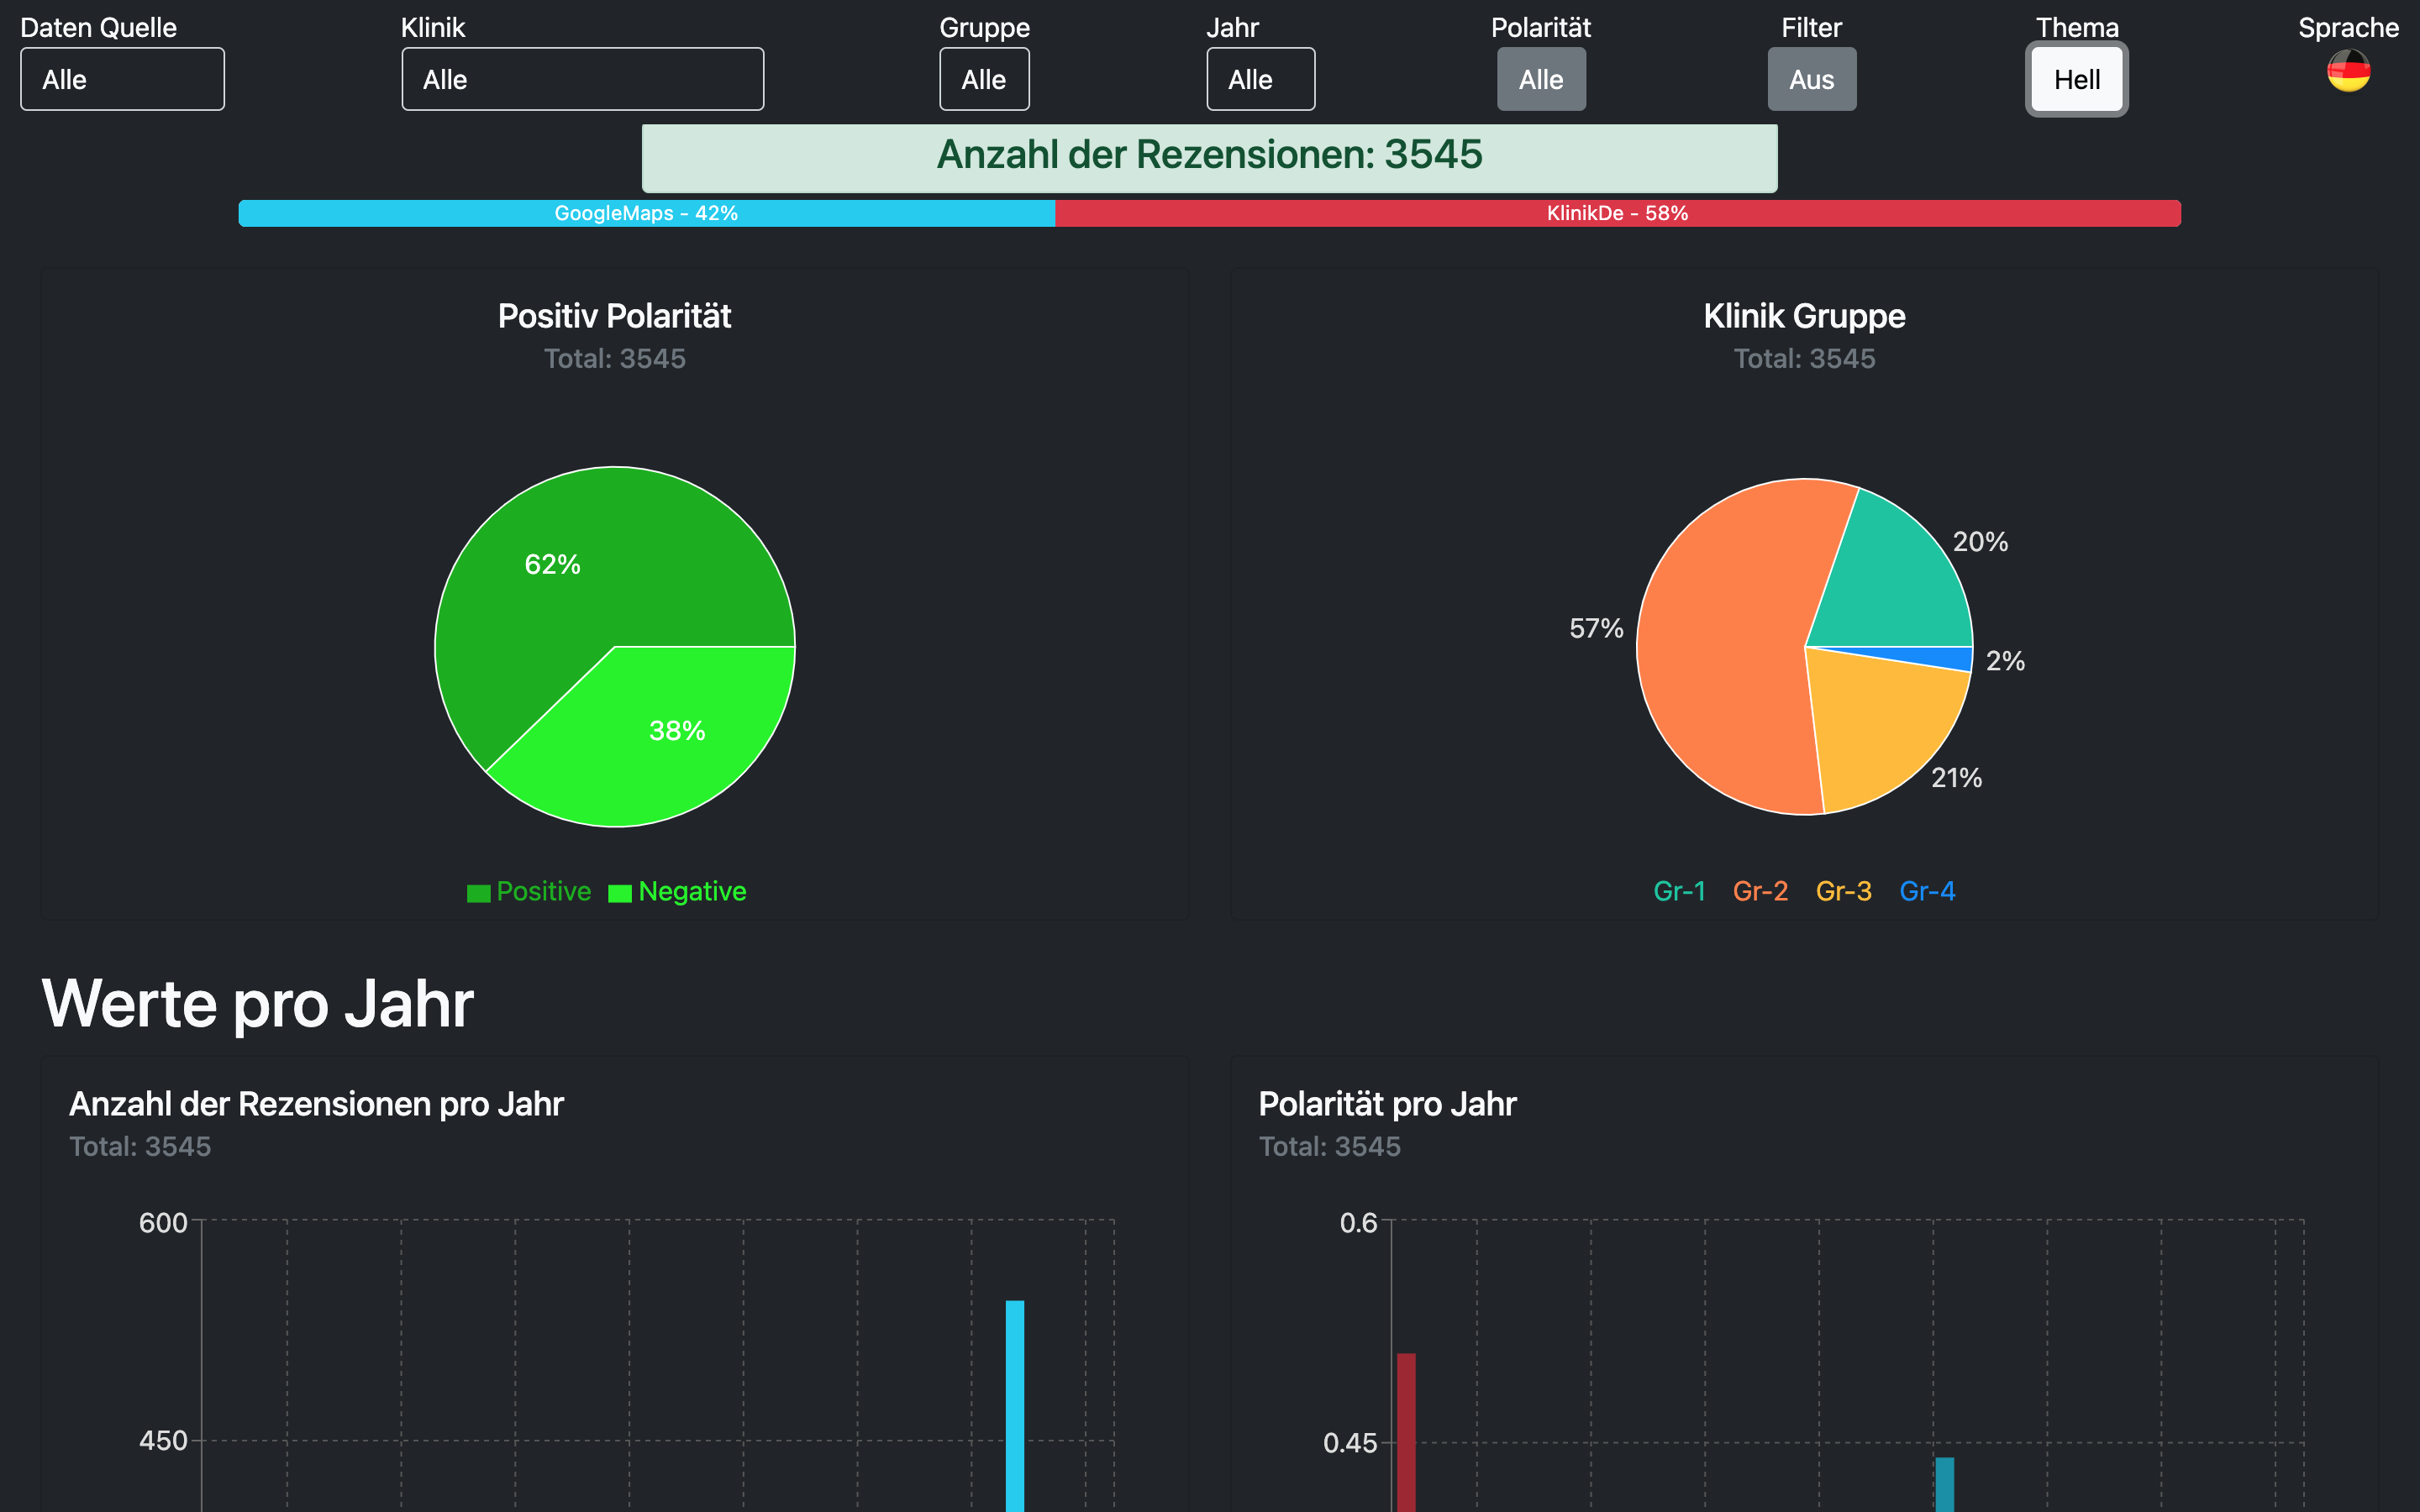 Daten Quelle Klinik Gruppe Jahr Polarität Filter Thema Sprache
Alle Alle Alle Alle Alle Aus Hell
Anzahl der Rezensionen: 3545
GoogleMaps - 42% KlinikDe - 58%
Positiv Polarität
Total: 3545
62%
38%
Positive Negative
Klinik Gruppe
Total: 3545
20%
57%
2%
21%
Gr-1 Gr-2 Gr-3 Gr-4
Werte pro Jahr
Anzahl der Rezensionen pro Jahr
Total: 3545
600
450
Polarität pro Jahr
Total: 3545
0.6
0.45